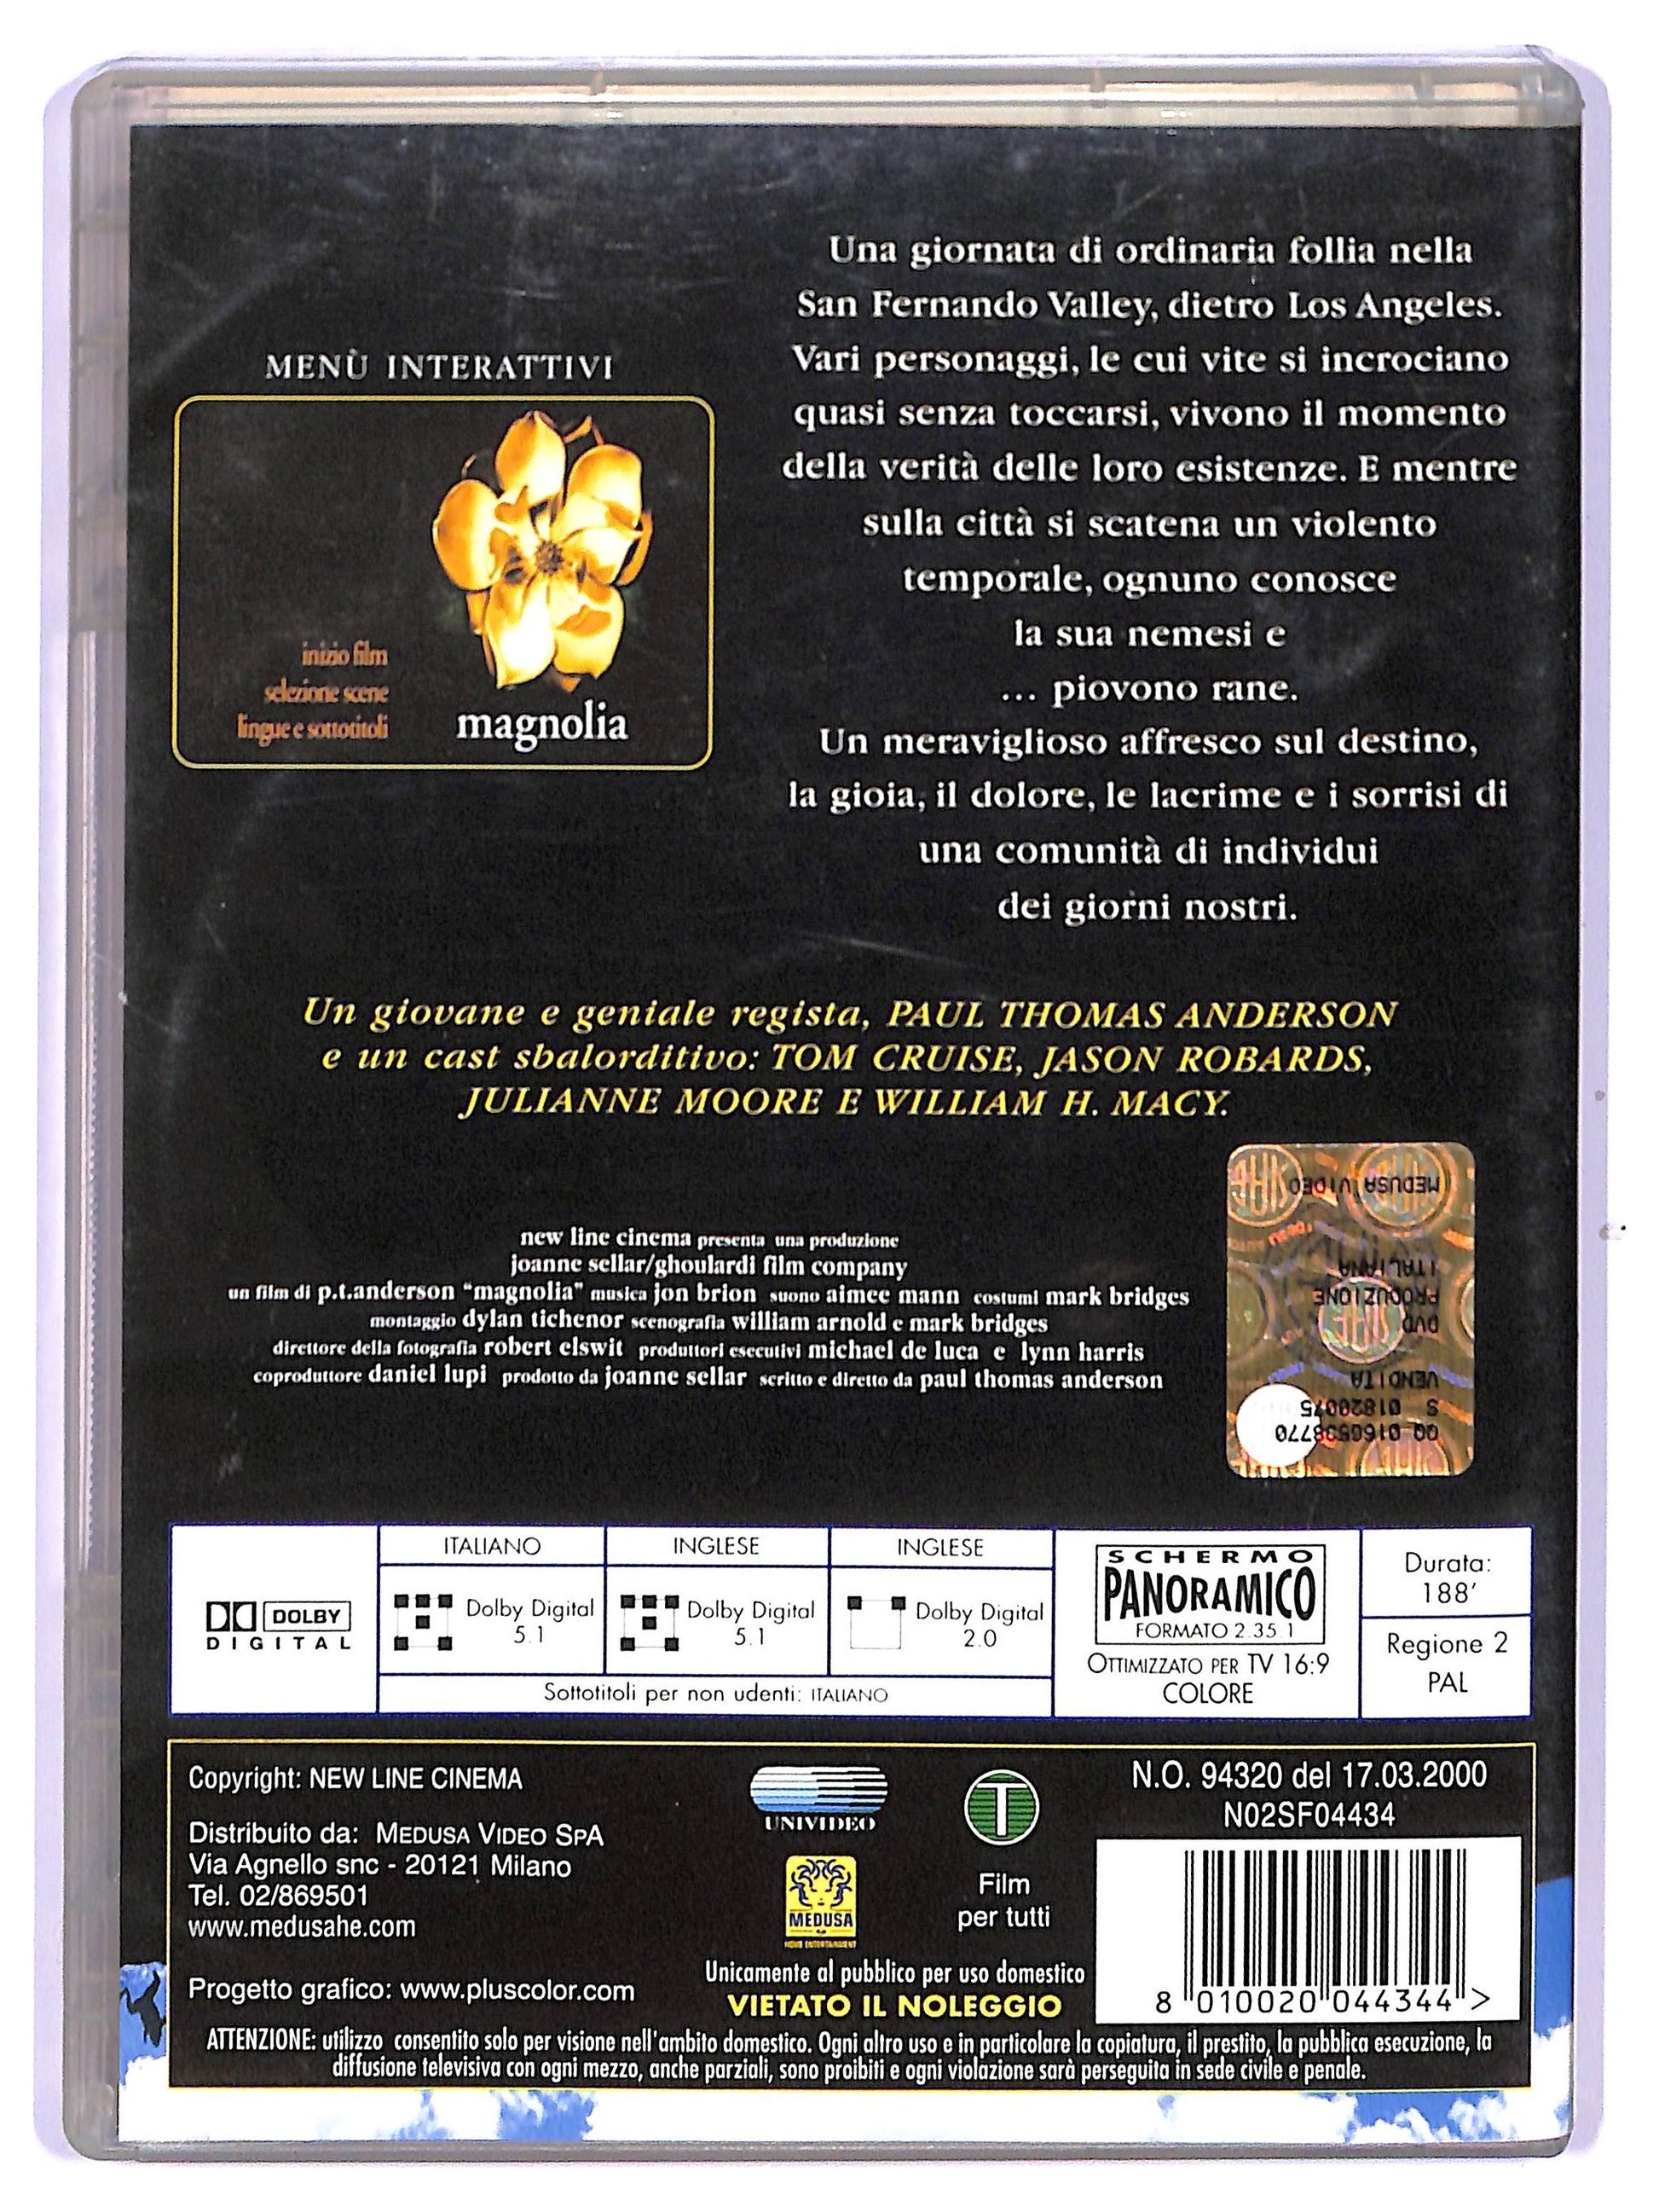 MENÙ INTERATTIVI
inizio film
selezione scene
lingue e sottotitoli
magnolia
Una giornata di ordinaria follia nella
San Fernando Valley, dietro Los Angeles.
Vari personaggi, le cui vite si incrociano
quasi senza toccarsi, vivono il momento
della verità delle loro esistenze. E mentre
sulla città si scatena un violento
temporale, ognuno conosce
la sua nemesi e
... piovono rane.
Un meraviglioso affresco sul destino,
la gioia, il dolore, le lacrime e i sorrisi di
una comunità di individui
dei giorni nostri.
Un giovane e geniale regista, PAUL THOMAS ANDERSON
e un cast sbalorditivo: TOM CRUISE, JASON ROBARDS,
JULIANNE MOORE E WILLIAM H. MACY.
new line cinema presenta una produzione
joanne sellar/ghoulardi film company
un film di p.t.anderson "magnolia" musica jon brion suono aimee mann costumi mark bridges
montaggio dylan tichenor scenografia william arnold e mark bridges
direttore della fotografia robert elswit produttori esecutivi michael de luca e lynn harris
coproduttore daniel lupi prodotto da joanne sellar scritto e diretto da paul thomas anderson
QQ 01660598770
S 01820075
VENDITA
DVD
PRODUZIONE
ITALIANA
MEDUSA VIDEO
SIAE
DOLBY
DIGITAL
ITALIANO
Dolby Digital
5.1
INGLESE
Dolby Digital
5.1
INGLESE
Dolby Digital
2.0
Sottotitoli per non udenti: ITALIANO
SCHERMO
PANORAMICO
FORMATO 2.35:1
OTTIMIZZATO PER TV 16:9
COLORE
Durata:
188'
Regione 2
PAL
Copyright: NEW LINE CINEMA
Distribuito da: MEDUSA VIDEO SPA
Via Agnello snc - 20121 Milano
Tel. 02/869501
www.medusahe.com
Progetto grafico: www.pluscolor.com
UNIVIDEO
MEDUSA
HOME ENTERTAINMENT
T
Film
per tutti
Unicamente al pubblico per uso domestico
VIETATO IL NOLEGGIO
N.O. 94320 del 17.03.2000
N02SF04434
8 010020 044344 >
ATTENZIONE: utilizzo consentito solo per visione nell'ambito domestico. Ogni altro uso e in particolare la copiatura, il prestito, la pubblica esecuzione, la
diffusione televisiva con ogni mezzo, anche parziali, sono proibiti e ogni violazione sarà perseguita in sede civile e penale.